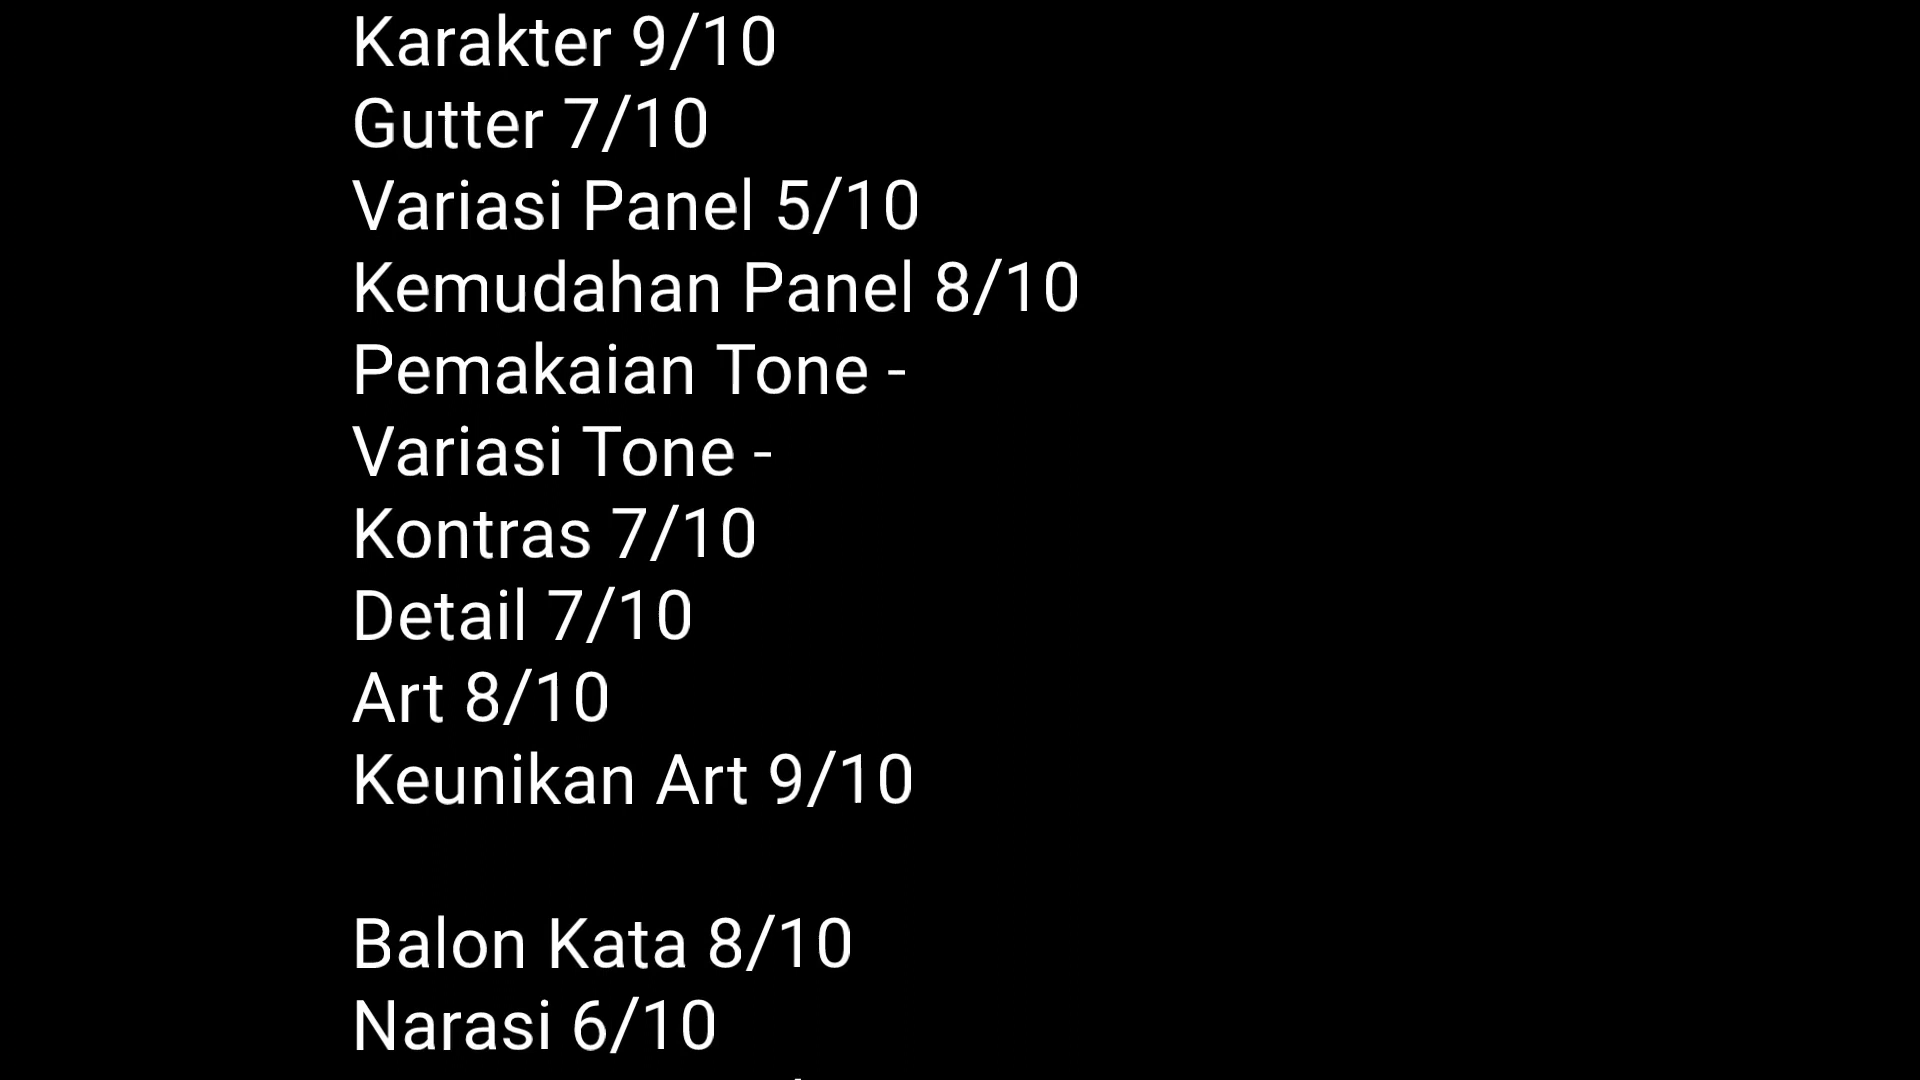 Karakter 9/10
Gutter 7/10
Variasi Panel 5/10
Kemudahan Panel 8/10
Pemakaian Tone -
Variasi Tone -
Kontras 7/10
Detail 7/10
Art 8/10
Keunikan Art 9/10
Balon Kata 8/10
Narasi 6/10